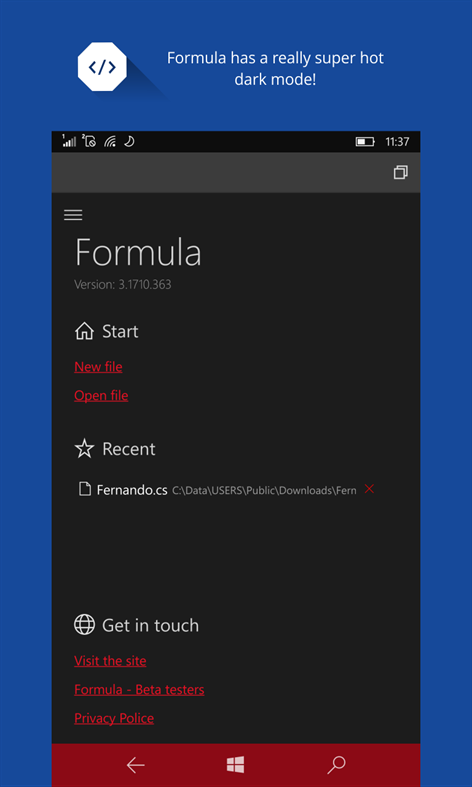 </>
Formula has a really super hot
dark mode!
1 2 11:37
Formula
Version: 3.1710.363
Start
New file
Open file
Recent
Fernando.cs C:\Data\USERS\Public\Downloads\Fern
Get in touch
Visit the site
Formula - Beta testers
Privacy Police